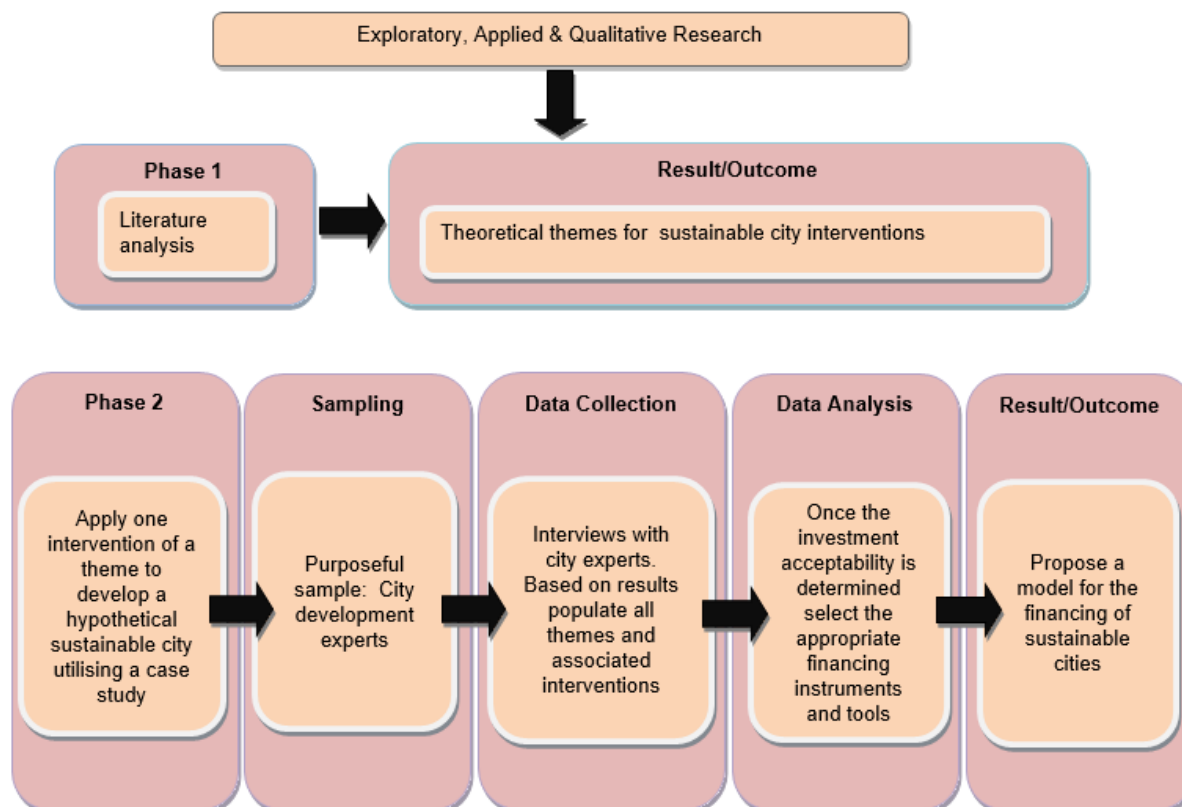 Exploratory, Applied & Qualitative Research
Phase 1
Literature
analysis
Result/Outcome
Theoretical themes for  sustainable city interventions
Phase 2
Apply one
intervention of a
theme to
develop a
hypothetical
sustainable city
utilising a case
study
Sampling
Purposeful
sample:  City
development
experts
Data Collection
Interviews with
city experts.
Based on results
populate all
themes and
associated
interventions
Data Analysis
Once the
investment
acceptability is
determined
select the
appropriate
financing
instruments
and tools
Result/Outcome
Propose a
model for the
financing of
sustainable
cities